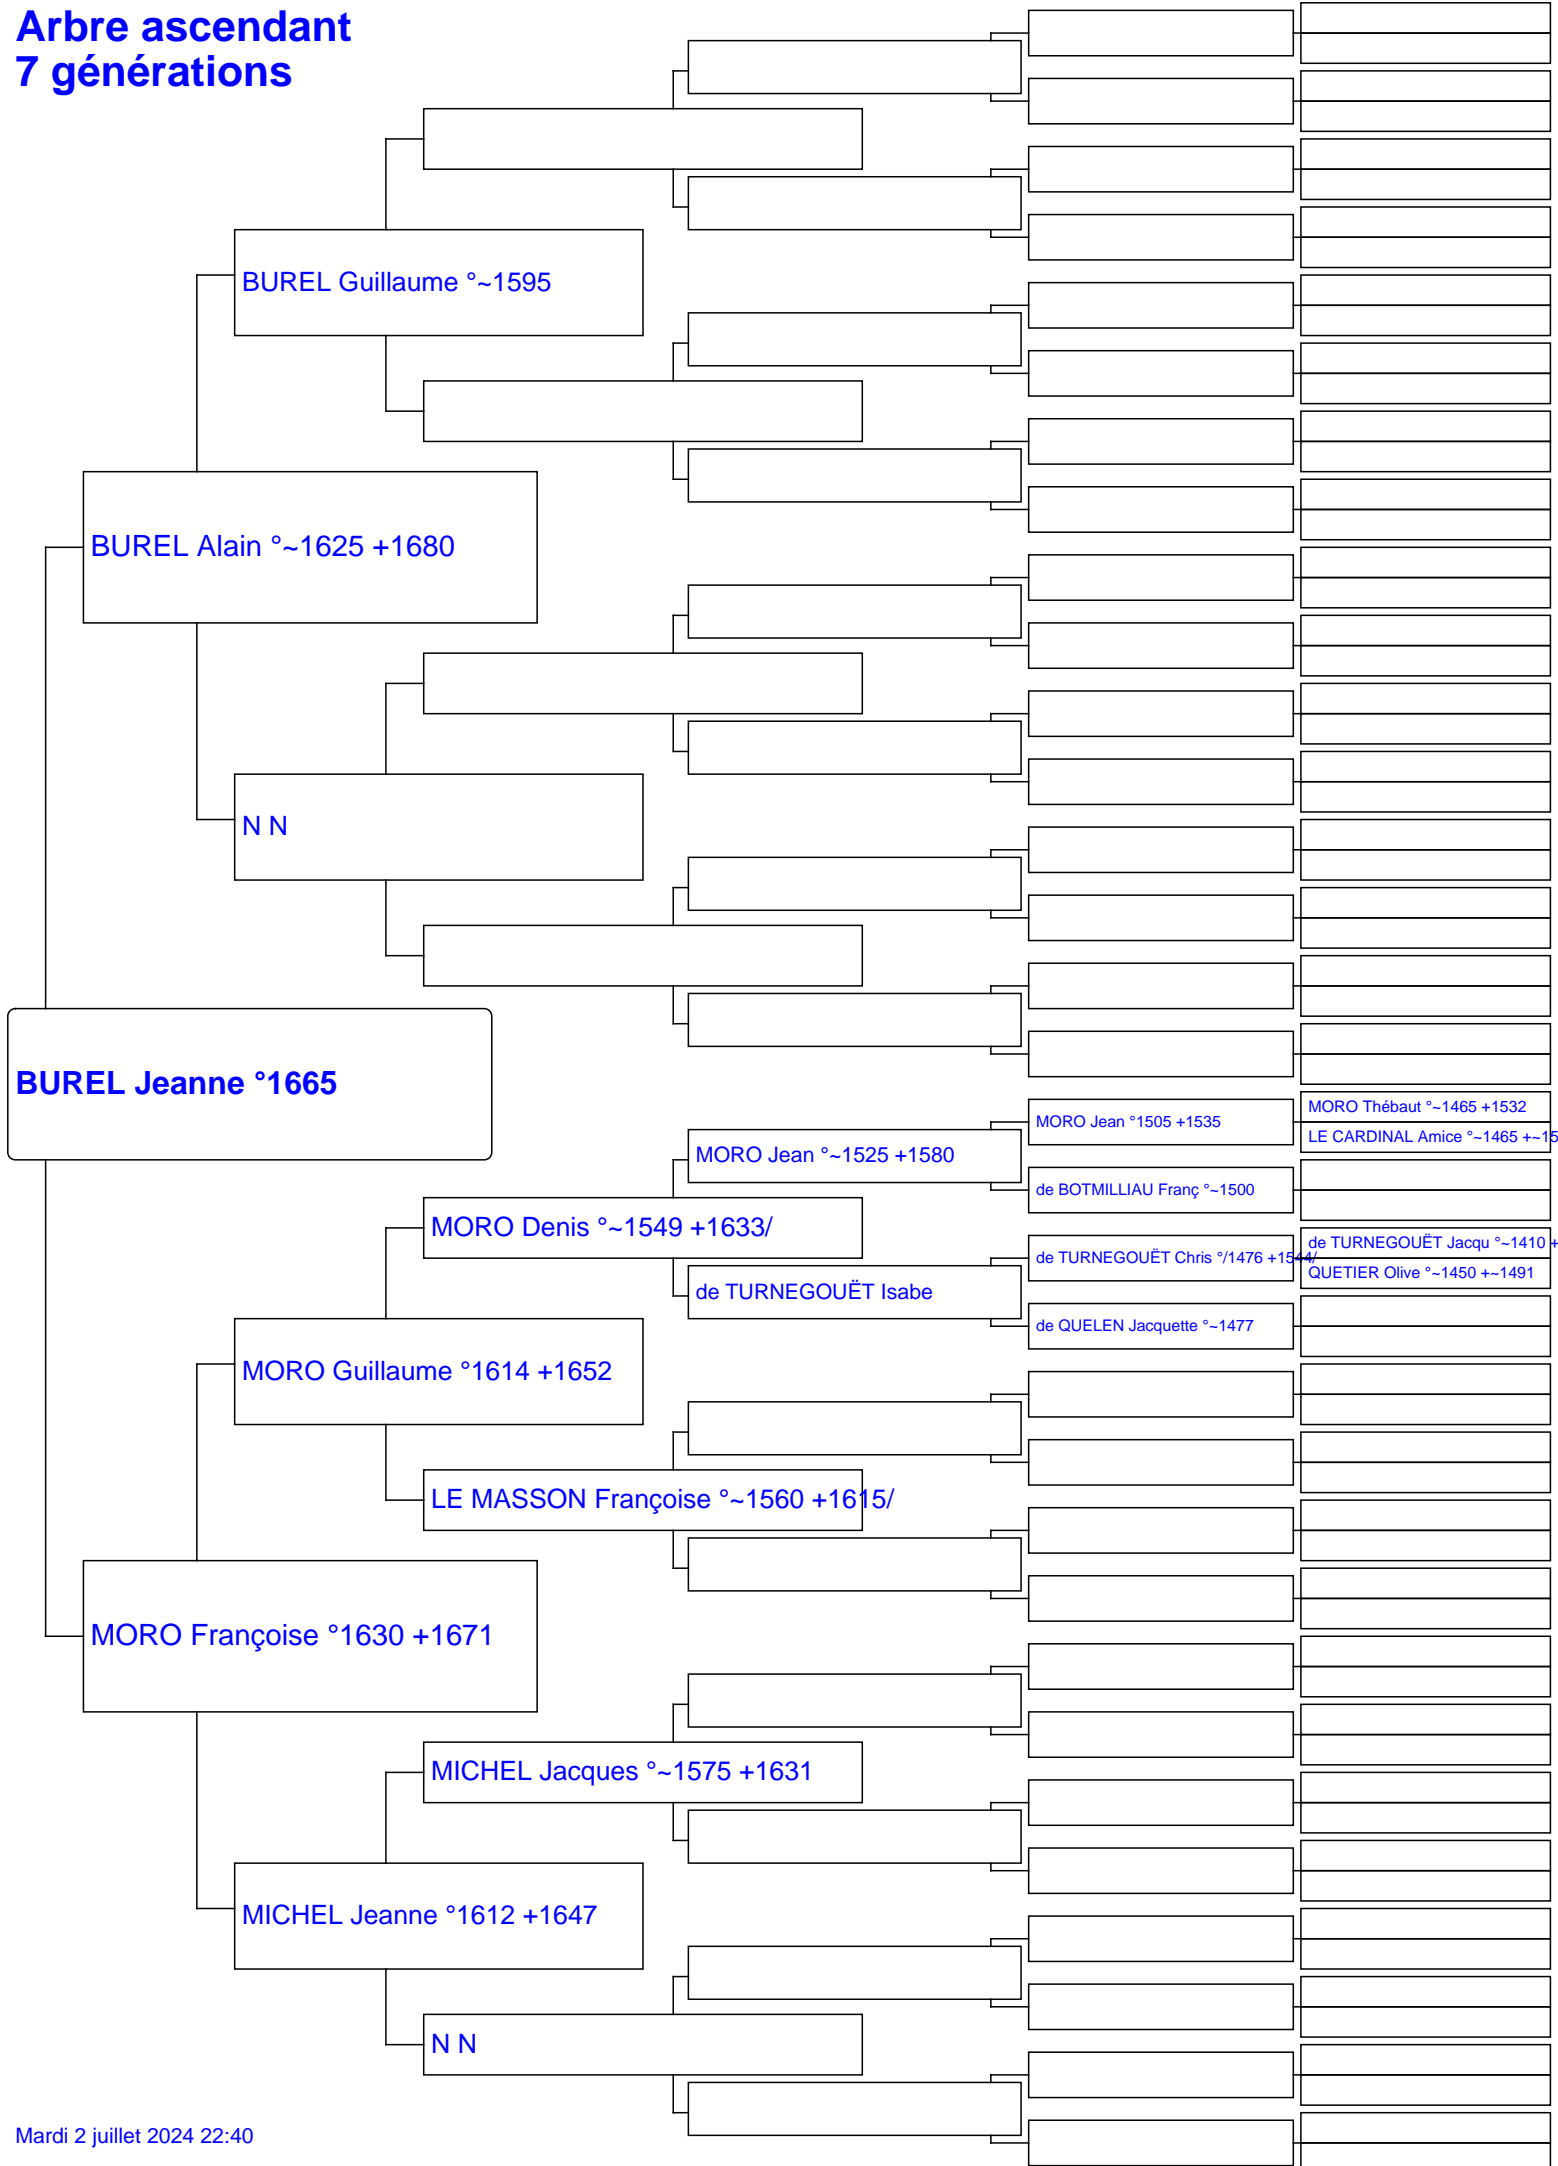 Arbre ascendant
7 générations
BUREL Guillaume °~1595
BUREL Alain °~1625 +1680
N N
BUREL Jeanne °1665
MORO Thébaut °~1465 +1532
MORO Jean °1505 +1535
LE CARDINAL Amice °~1465 +~15
MORO Jean °~1525 +1580
de BOTMILLIAU Franç °~1500
MORO Denis °~1549 +1633/
de TURNEGOUËT Jacqu °~1410 +
de TURNEGOUËT Chris °/1476 +1544/
QUETIER Olive °~1450 +~1491
de TURNEGOUËT Isabe
de QUELEN Jacquette °~1477
MORO Guillaume °1614 +1652
LE MASSON Françoise °~1560 +1615/
MORO Françoise °1630 +1671
MICHEL Jacques °~1575 +1631
MICHEL Jeanne °1612 +1647
N N
Mardi 2 juillet 2024 22:40